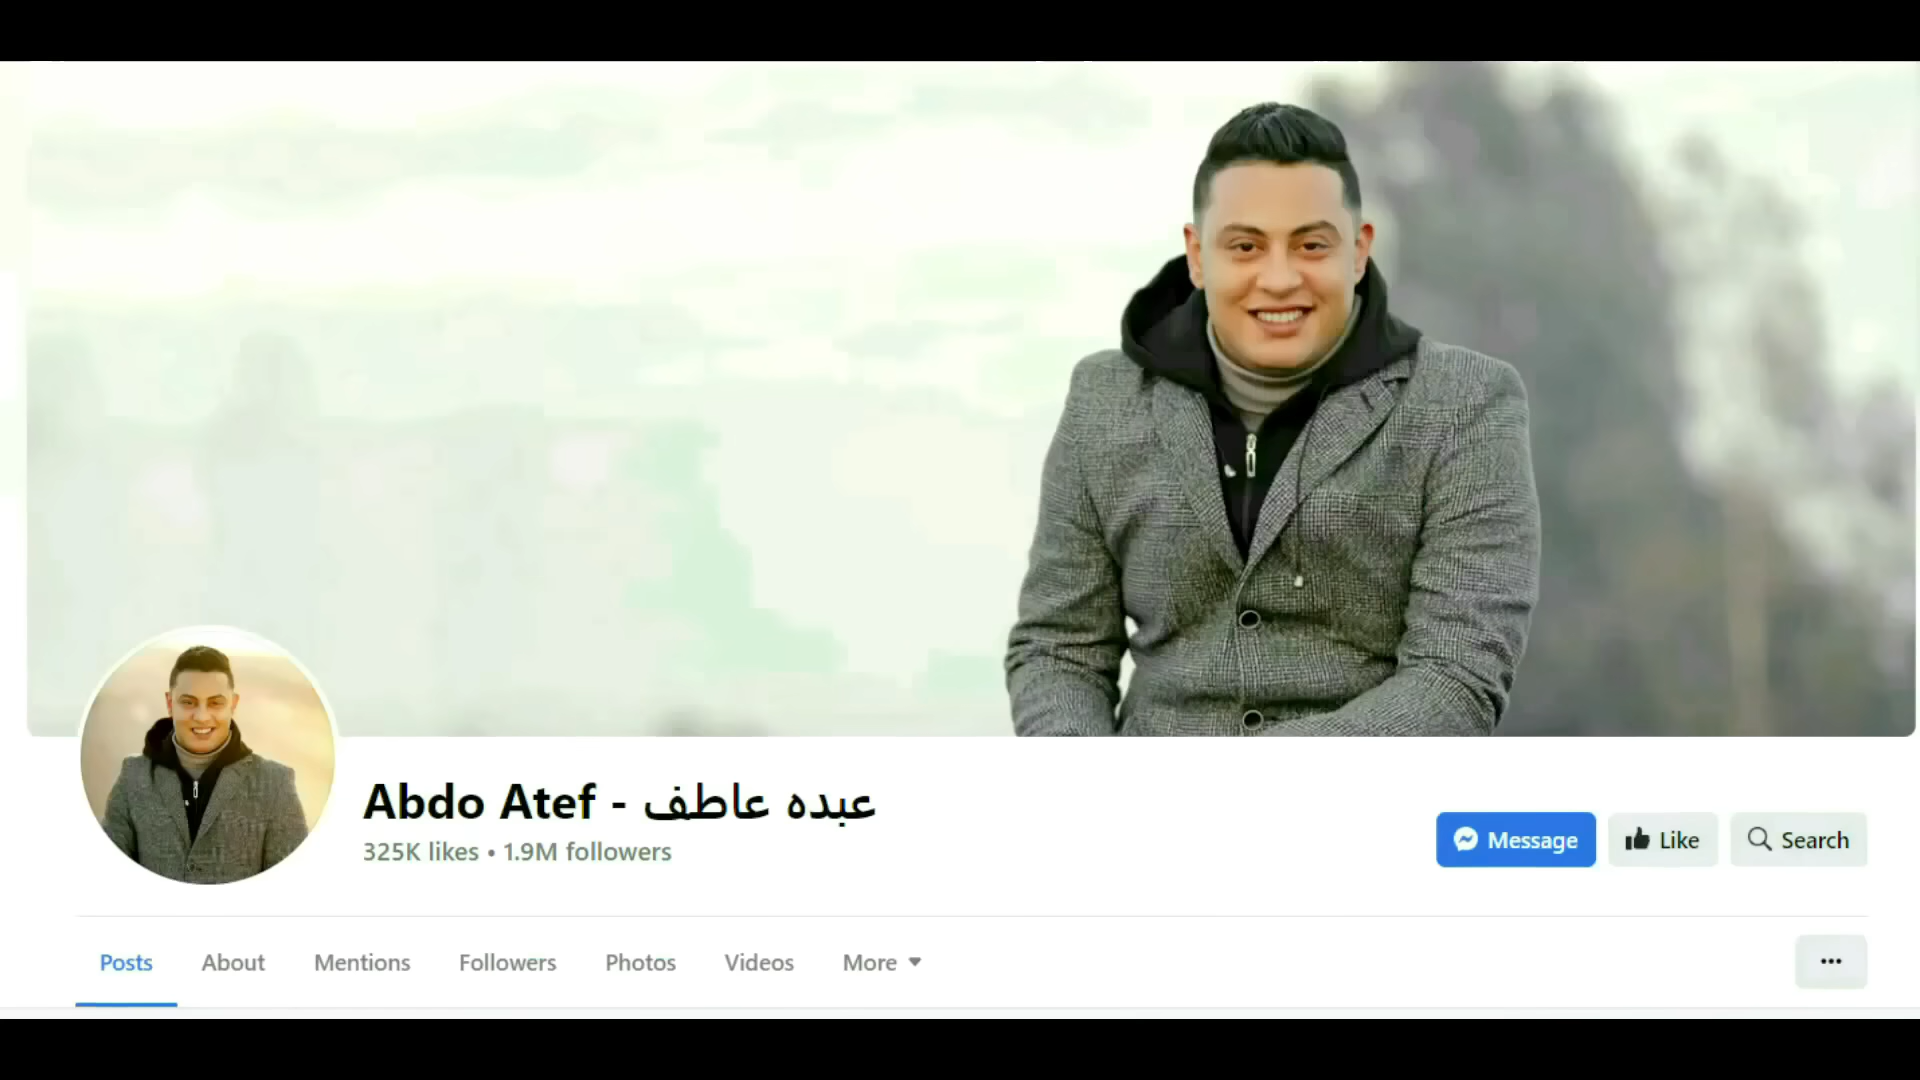 Abdo Atef - عبده عاطف
325K likes • 1.9M followers
Message
Like
Search
Posts
About
Mentions
Followers
Photos
Videos
More